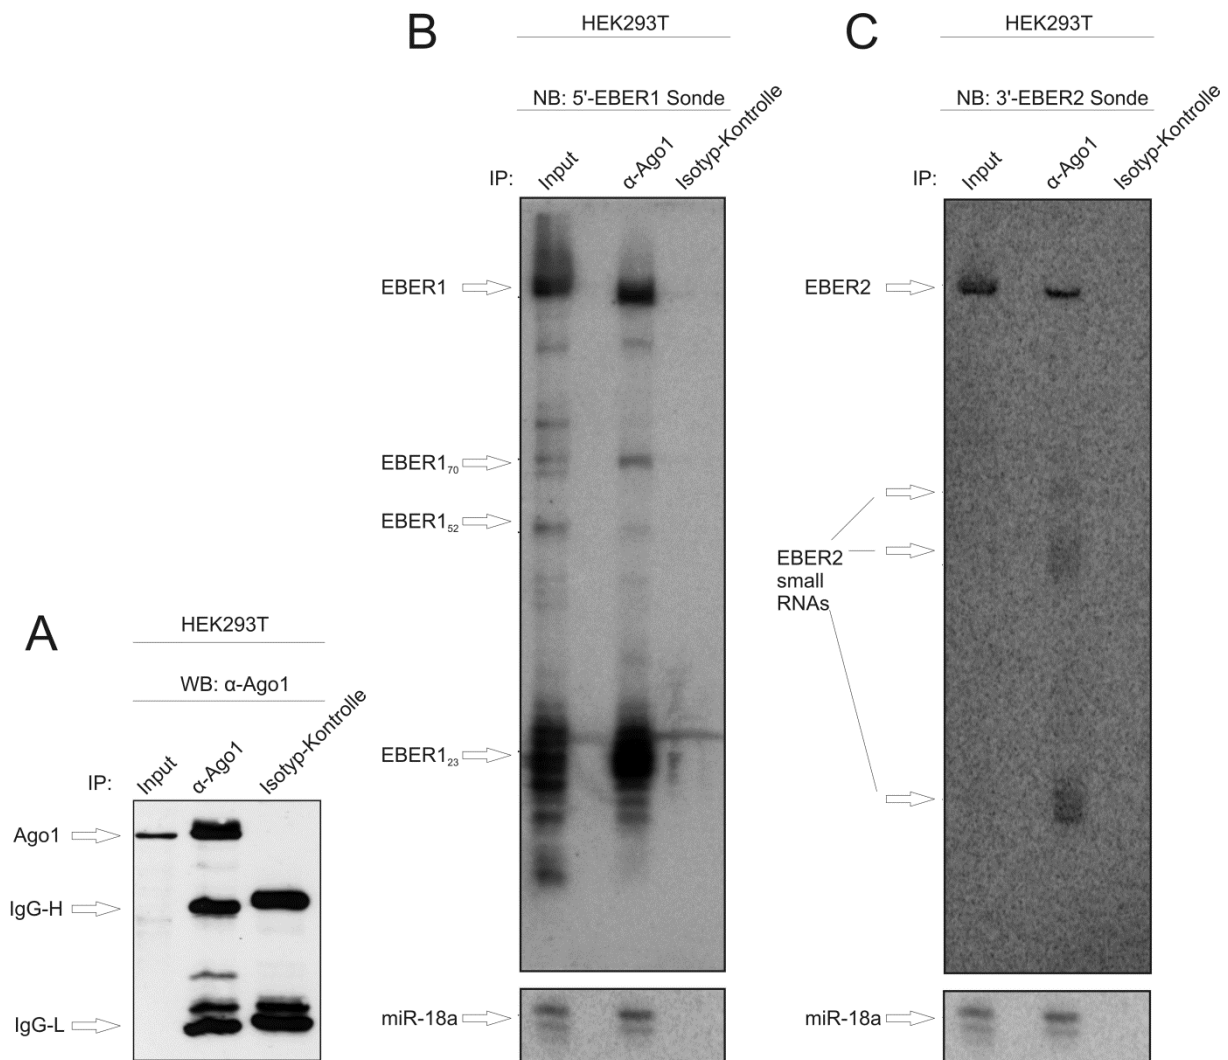 A
HEK293T
WB: α-Ago1
IP:
Input
α-Ago1
Isotyp-Kontrolle
Ago1
IgG-H
IgG-L
B
HEK293T
NB: 5'-EBER1 Sonde
IP:
Input
α-Ago1
Isotyp-Kontrolle
EBER1
EBER1₇₀
EBER1₅₂
EBER1₂₃
miR-18a
C
HEK293T
NB: 3'-EBER2 Sonde
IP:
Input
α-Ago1
Isotyp-Kontrolle
EBER2
EBER2
small
RNAs
miR-18a